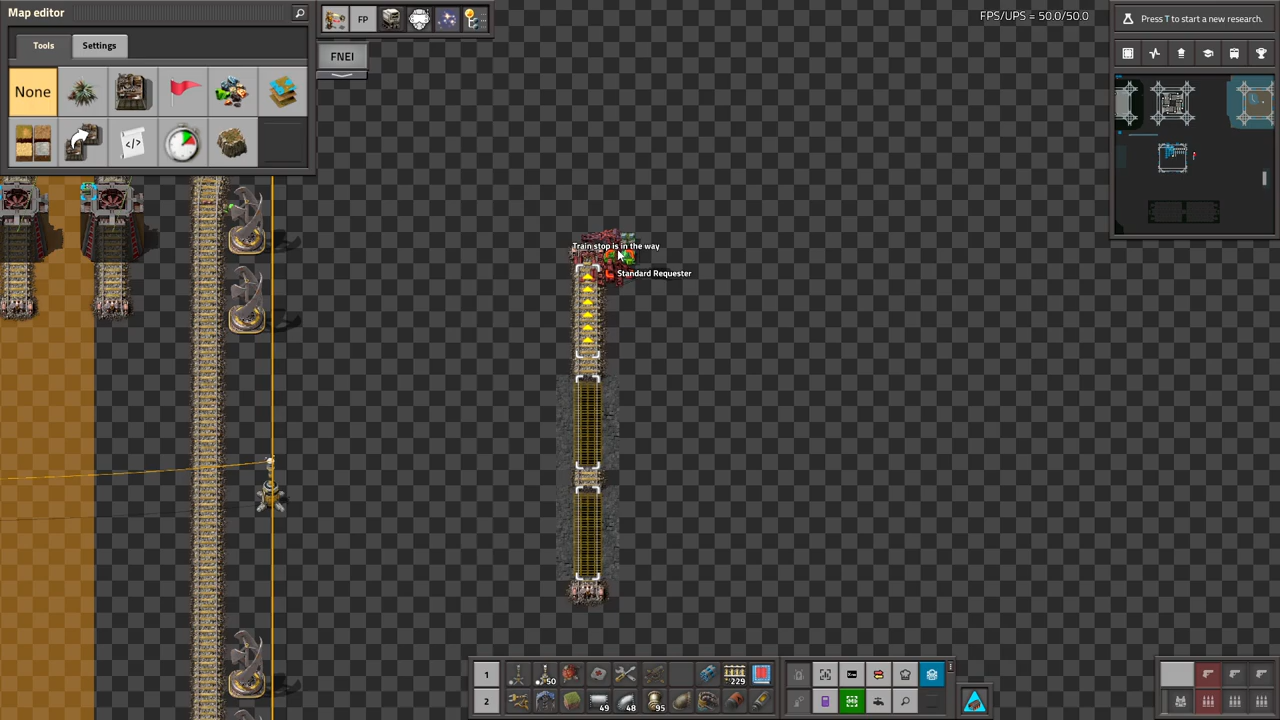 Map editor
FP
FPS/UPS = 50.0/50.0
Press T to start a new research.
Tools
Settings
FNEI
None
</>
Train stop is in the way
Standard Requester
1
50
229
2
49
48
95